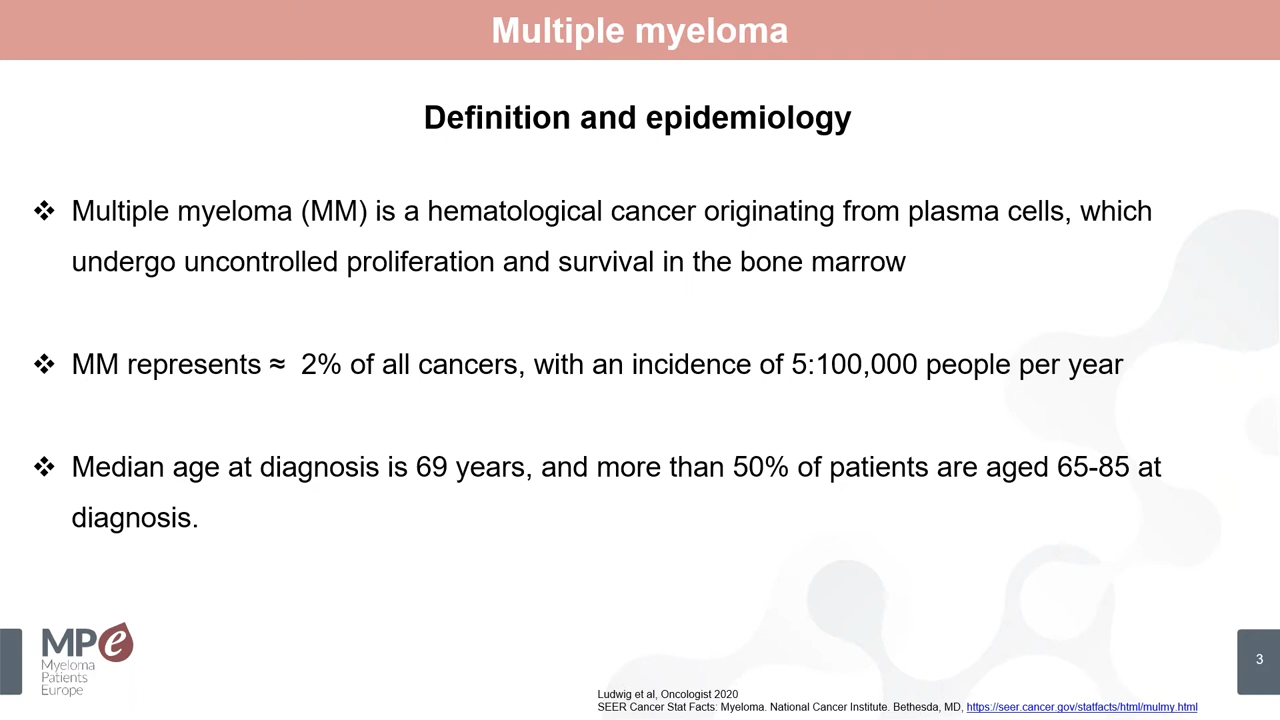 Multiple myeloma
Definition and epidemiology
❖ Multiple myeloma (MM) is a hematological cancer originating from plasma cells, which
undergo uncontrolled proliferation and survival in the bone marrow
❖ MM represents ≈ 2% of all cancers, with an incidence of 5:100,000 people per year
❖ Median age at diagnosis is 69 years, and more than 50% of patients are aged 65-85 at
diagnosis.
MPe
Myeloma
Patients
Europe
3
Ludwig et al, Oncologist 2020
SEER Cancer Stat Facts: Myeloma. National Cancer Institute. Bethesda, MD, https://seer.cancer.gov/statfacts/html/mulmy.html